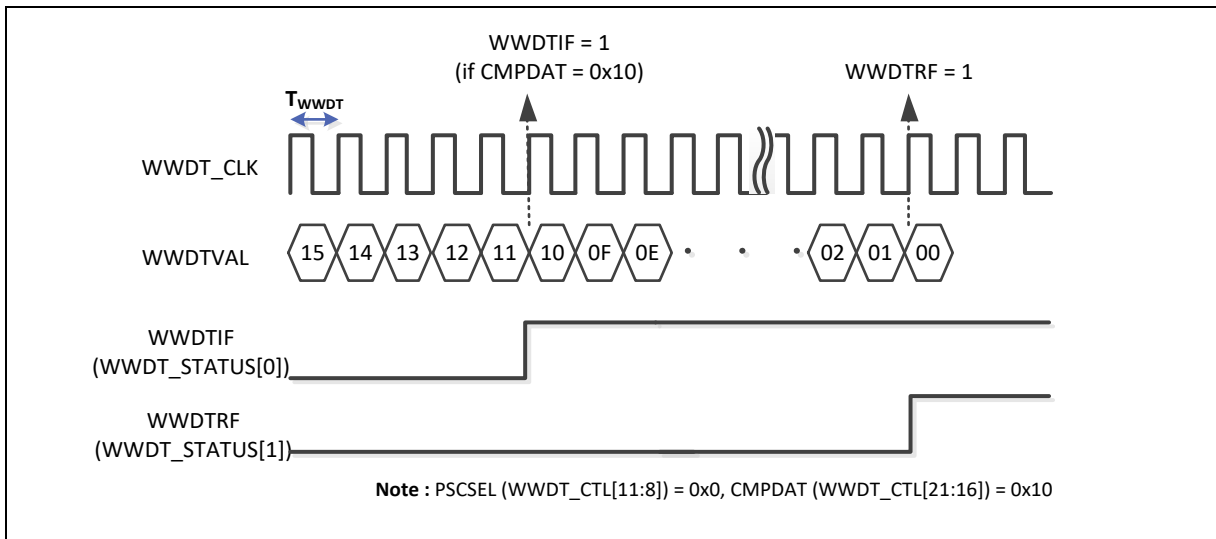 WWDTIF = 1
(if CMPDAT = 0x10)
WWDTRF = 1
TWWDT
WWDT_CLK
WWDTVAL
15 14 13 12 11 10 0F 0E · · · 02 01 00
WWDTIF
(WWDT_STATUS[0])
WWDTRF
(WWDT_STATUS[1])
Note : PSCSEL (WWDT_CTL[11:8]) = 0x0, CMPDAT (WWDT_CTL[21:16]) = 0x10